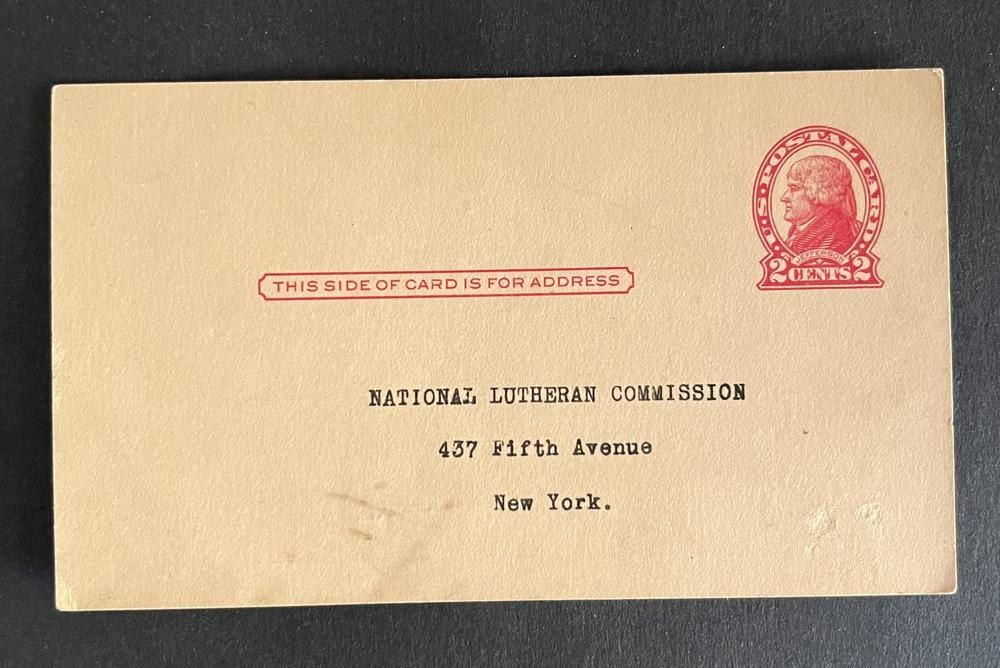 U.S. POSTAL CARD.
JEFFERSON
2 CENTS 2
THIS SIDE OF CARD IS FOR ADDRESS
NATIONAL LUTHERAN COMMISSION
437 Fifth Avenue
New York.